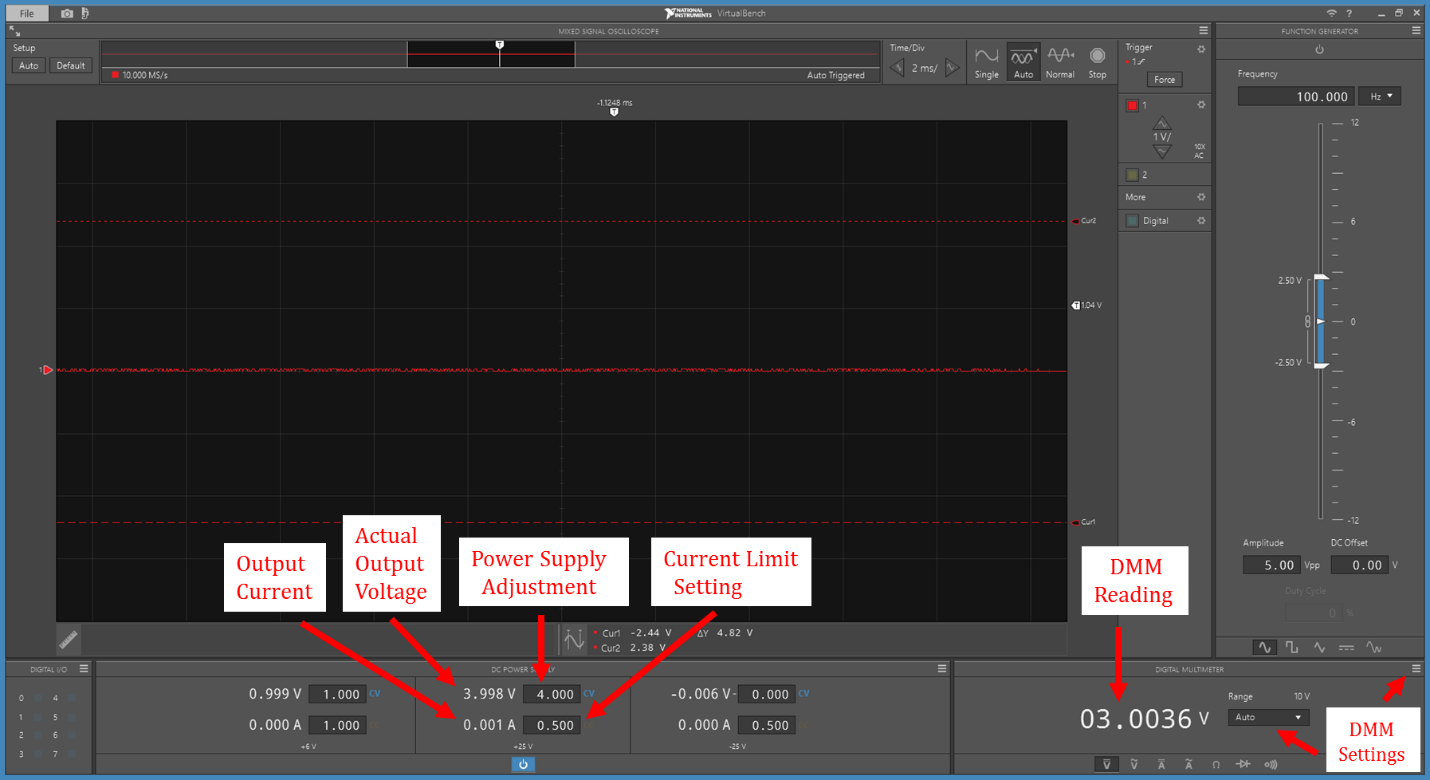 File
NATIONAL INSTRUMENTS VirtualBench
?
MIXED SIGNAL OSCILLOSCOPE
FUNCTION GENERATOR
Setup
Auto Default
T
10.000 MS/s
Auto Triggered
Time/Div
2 ms/
Single Auto Normal Stop
Trigger
1
Force
1
1 V/
10X
AC
2
More
Digital
-1.1248 ms
T
Cur2
T 1.04 V
1
Cur1
Frequency
100.000 Hz
12
6
2.50 V
0
-2.50 V
-6
-12
Amplitude
5.00 Vpp
DC Offset
0.00 V
Duty Cycle
0 %
Output
Current
Actual
Output
Voltage
Power Supply
Adjustment
Current Limit
Setting
DMM
Reading
Cur1 -2.44 V ΔY 4.82 V
Cur2 2.38 V
DIGITAL I/O
0 4
1 5
2 6
3 7
DC POWER SUPPLY
0.999 V 1.000 CV
0.000 A 1.000
+6 V
3.998 V 4.000 CV
0.001 A 0.500
+25 V
-0.006 V 0.000 CV
0.000 A 0.500
-25 V
DIGITAL MULTIMETER
03.0036 V
Range 10 V
Auto
V V A A Ω
DMM
Settings